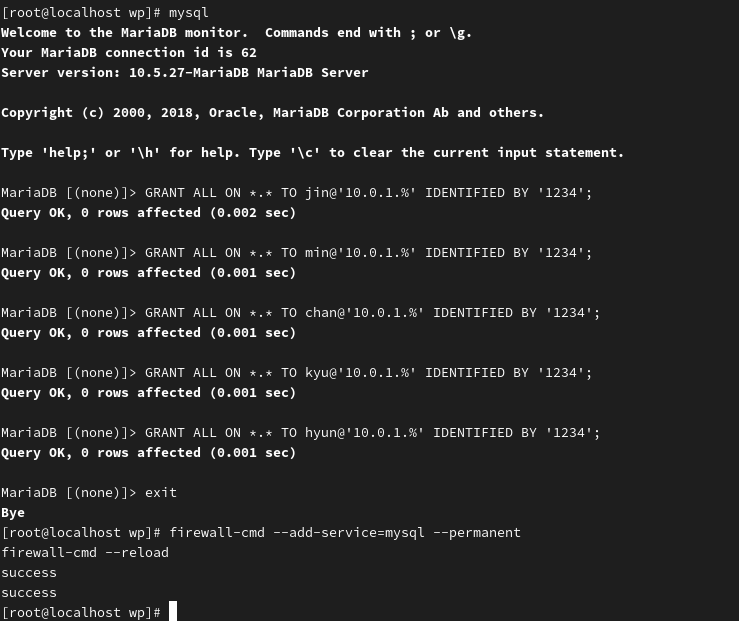 [root@localhost wp]# mysql
Welcome to the MariaDB monitor.  Commands end with ; or \g.
Your MariaDB connection id is 62
Server version: 10.5.27-MariaDB MariaDB Server
Copyright (c) 2000, 2018, Oracle, MariaDB Corporation Ab and others.
Type 'help;' or '\h' for help. Type '\c' to clear the current input statement.
MariaDB [(none)]> GRANT ALL ON *.* TO jin@'10.0.1.%' IDENTIFIED BY '1234';
Query OK, 0 rows affected (0.002 sec)
MariaDB [(none)]> GRANT ALL ON *.* TO min@'10.0.1.%' IDENTIFIED BY '1234';
Query OK, 0 rows affected (0.001 sec)
MariaDB [(none)]> GRANT ALL ON *.* TO chan@'10.0.1.%' IDENTIFIED BY '1234';
Query OK, 0 rows affected (0.001 sec)
MariaDB [(none)]> GRANT ALL ON *.* TO kyu@'10.0.1.%' IDENTIFIED BY '1234';
Query OK, 0 rows affected (0.001 sec)
MariaDB [(none)]> GRANT ALL ON *.* TO hyun@'10.0.1.%' IDENTIFIED BY '1234';
Query OK, 0 rows affected (0.001 sec)
MariaDB [(none)]> exit
Bye
[root@localhost wp]# firewall-cmd --add-service=mysql --permanent
firewall-cmd --reload
success
success
[root@localhost wp]#